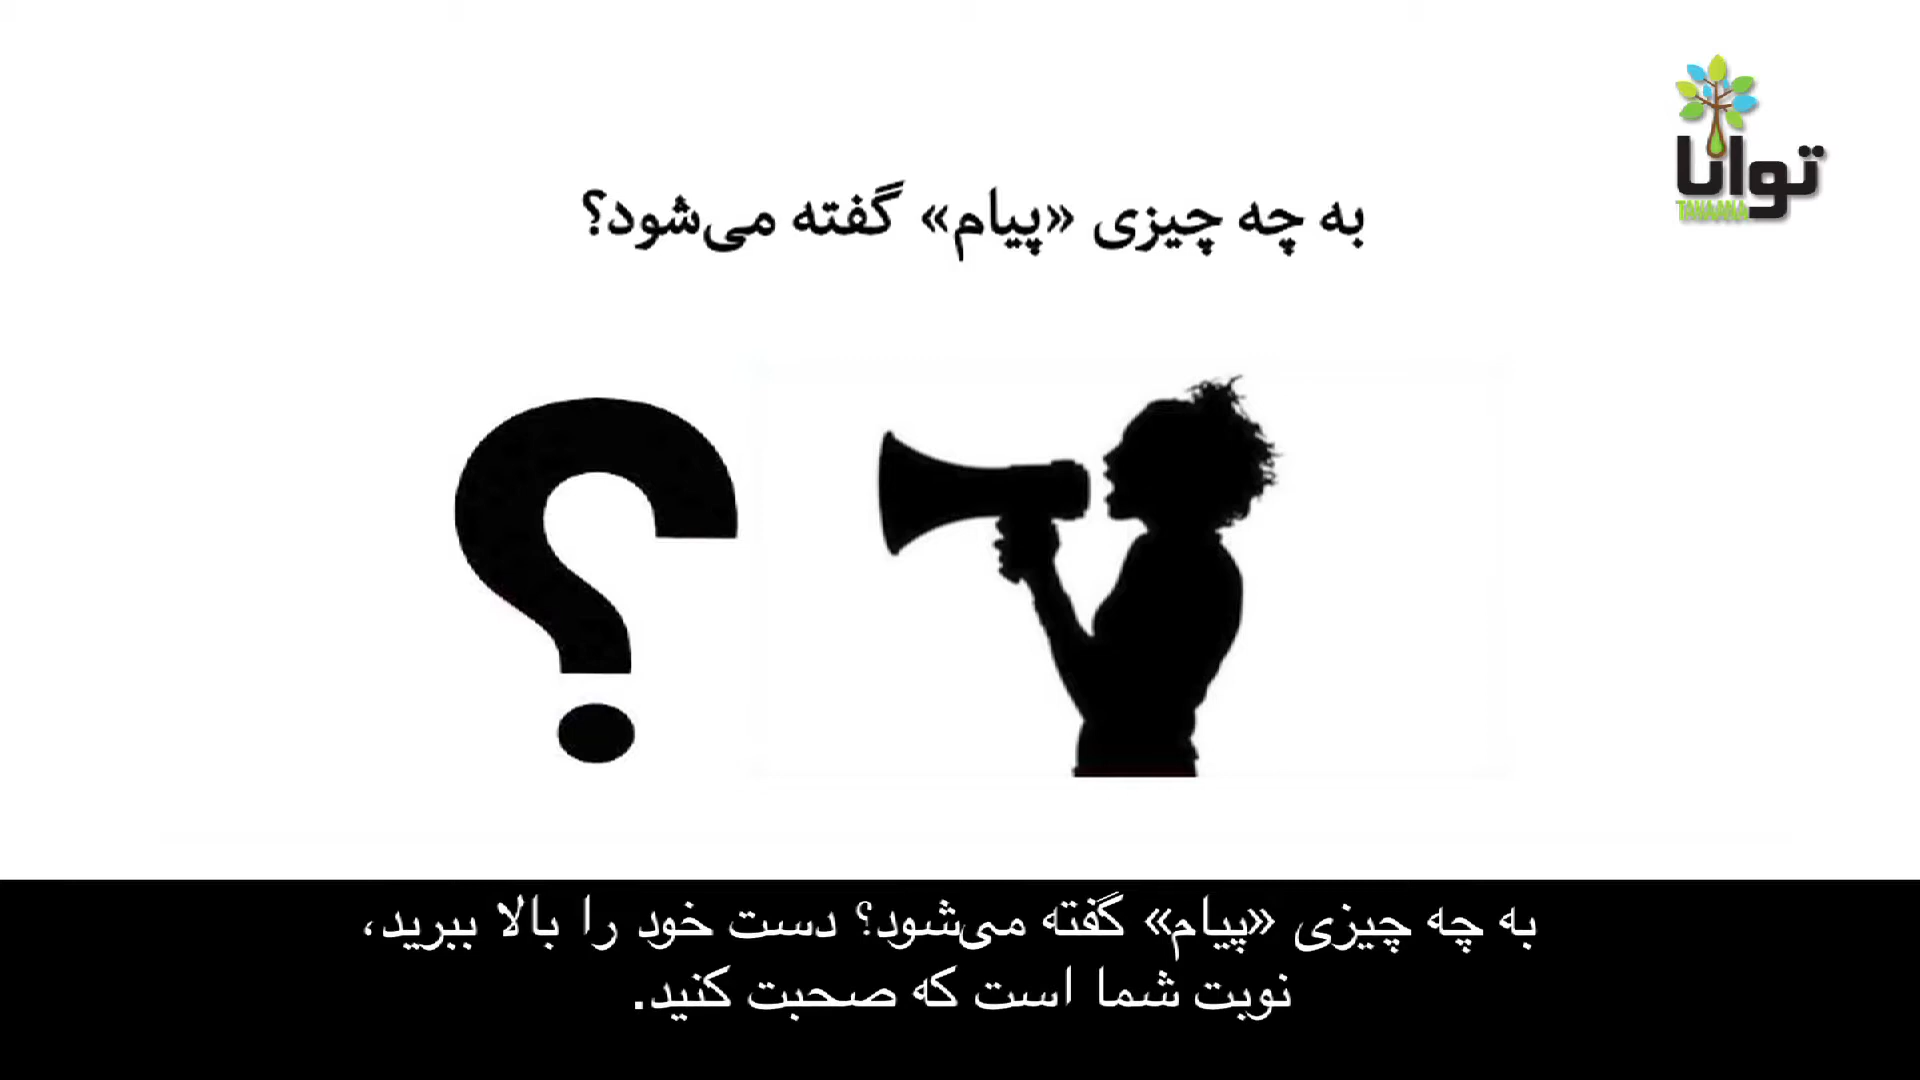 توانا
TAVAANA
به چه چیزی «پیام» گفته می‌شود؟
؟
به چه چیزی «پیام» گفته می‌شود؟ دست خود را بالا ببرید،
نوبت شما است که صحبت کنید.